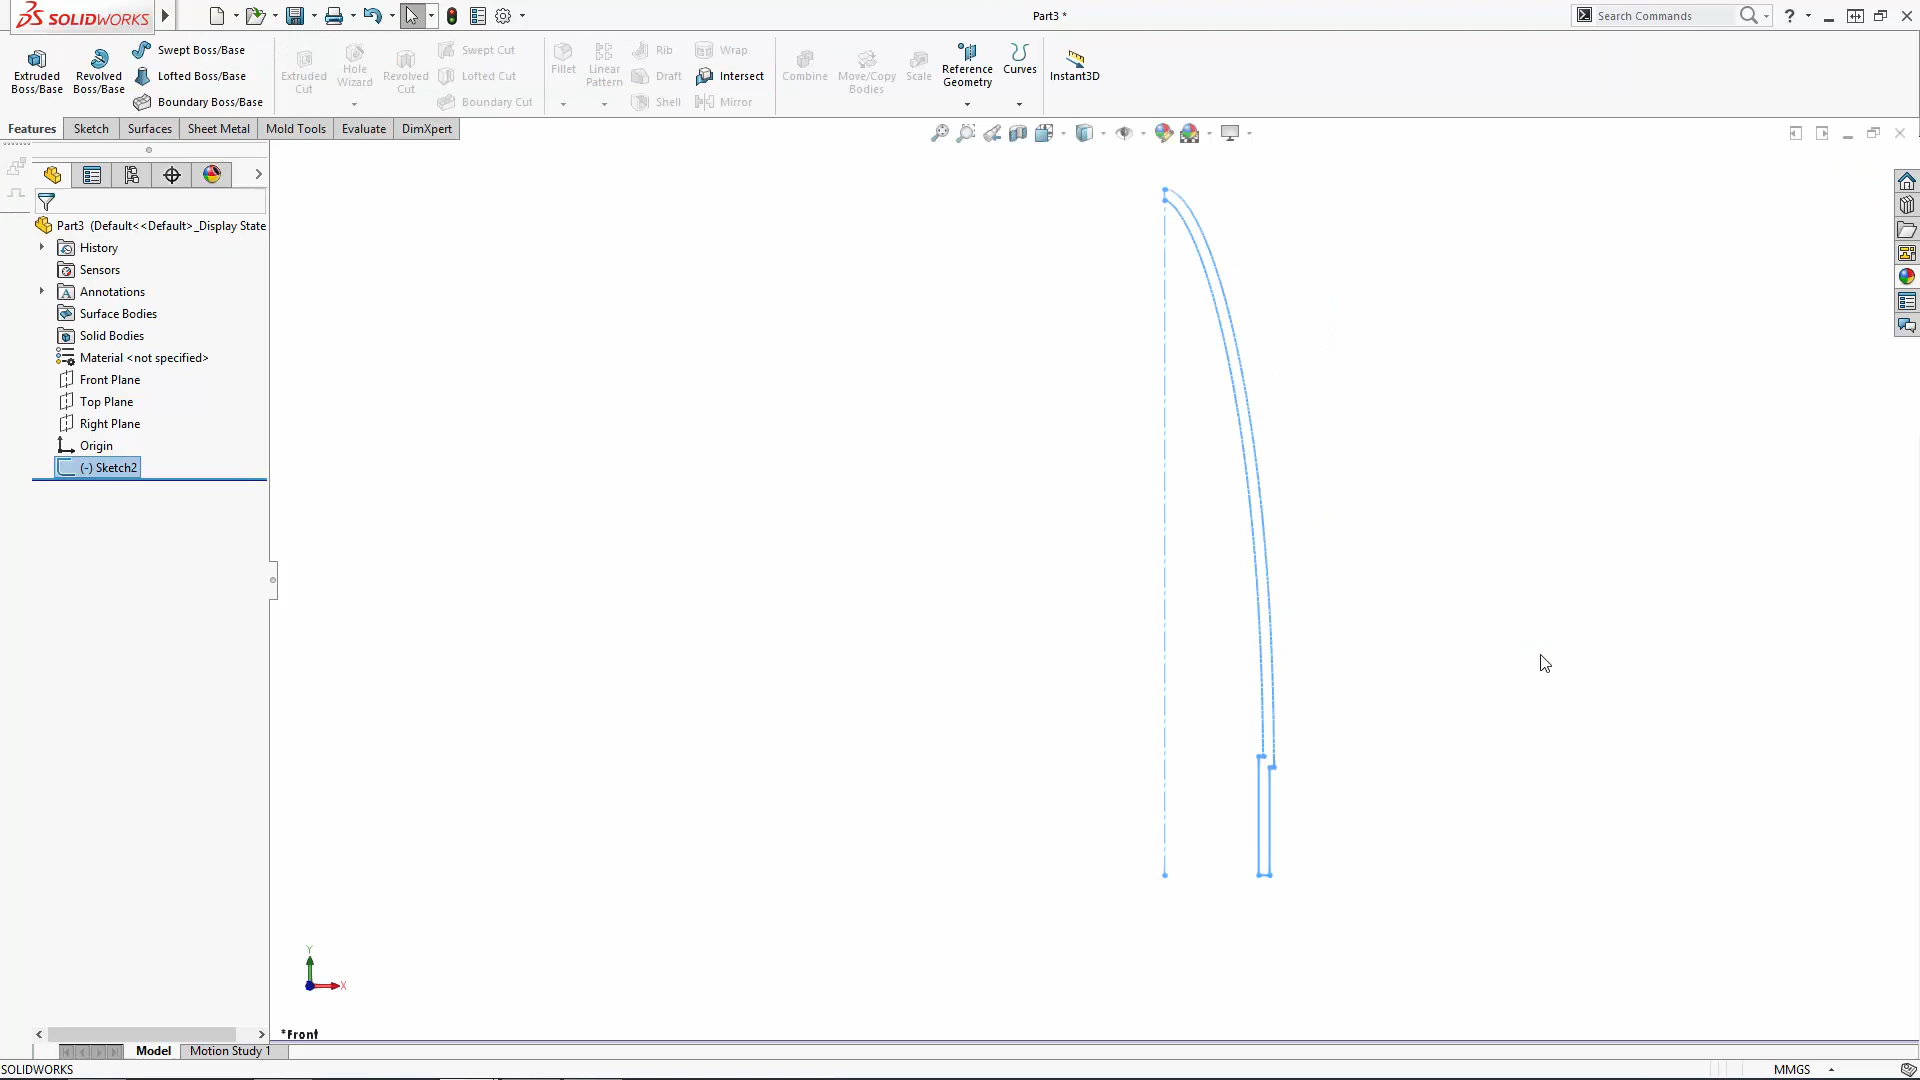 SOLIDWORKS
Part3 *
Search Commands
Extruded Boss/Base
Revolved Boss/Base
Swept Boss/Base
Lofted Boss/Base
Boundary Boss/Base
Extruded Cut
Hole Wizard
Revolved Cut
Swept Cut
Lofted Cut
Boundary Cut
Fillet
Linear Pattern
Rib
Draft
Shell
Wrap
Intersect
Mirror
Combine
Move/Copy Bodies
Scale
Reference Geometry
Curves
Instant3D
Features
Sketch
Surfaces
Sheet Metal
Mold Tools
Evaluate
DimXpert
Part3 (Default<<Default>_Display State
History
Sensors
Annotations
Surface Bodies
Solid Bodies
Material <not specified>
Front Plane
Top Plane
Right Plane
Origin
(-) Sketch2
Y
X
*Front
Model
Motion Study 1
SOLIDWORKS
MMGS